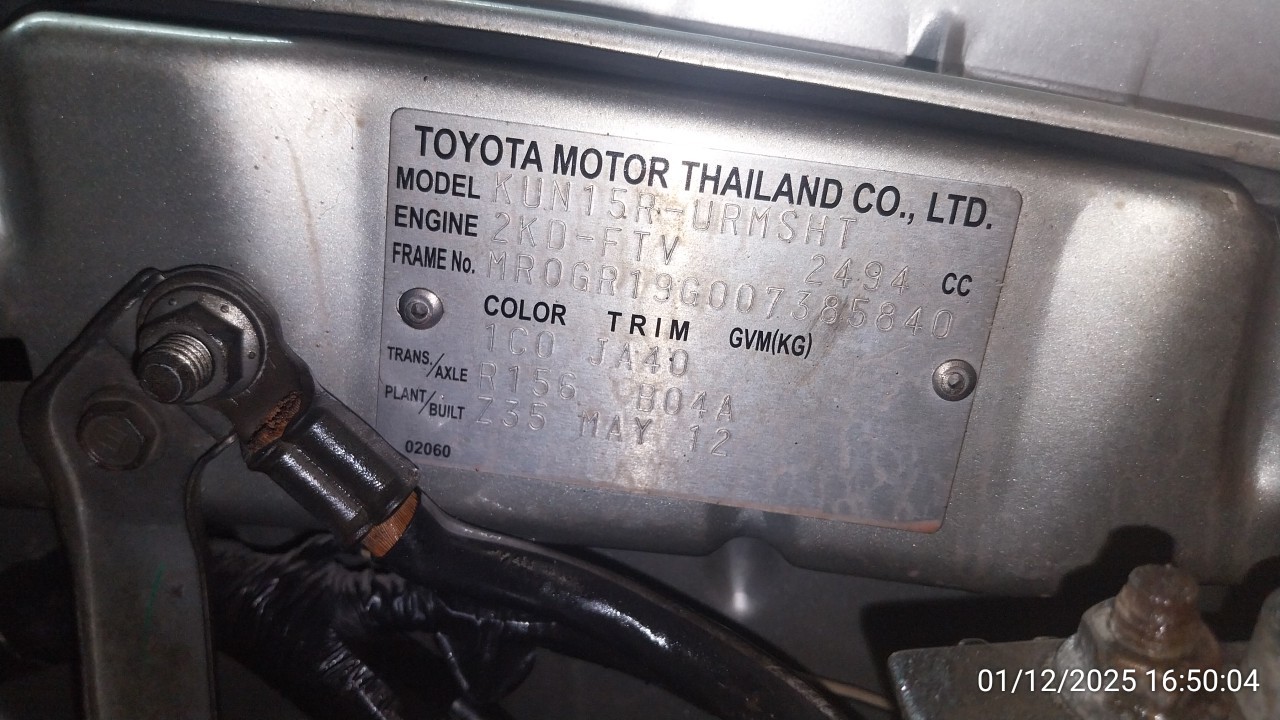 TOYOTA MOTOR THAILAND CO., LTD.
MODEL KUN15R-URMSHT
ENGINE 2KD-FTV 2494 CC
FRAME No. MR0GR19G007385840
COLOR TRIM GVM(KG)
1C0 JA40
TRANS./AXLE R156 B04A
PLANT/BUILT Z35 MAY 12
02060
01/12/2025 16:50:04